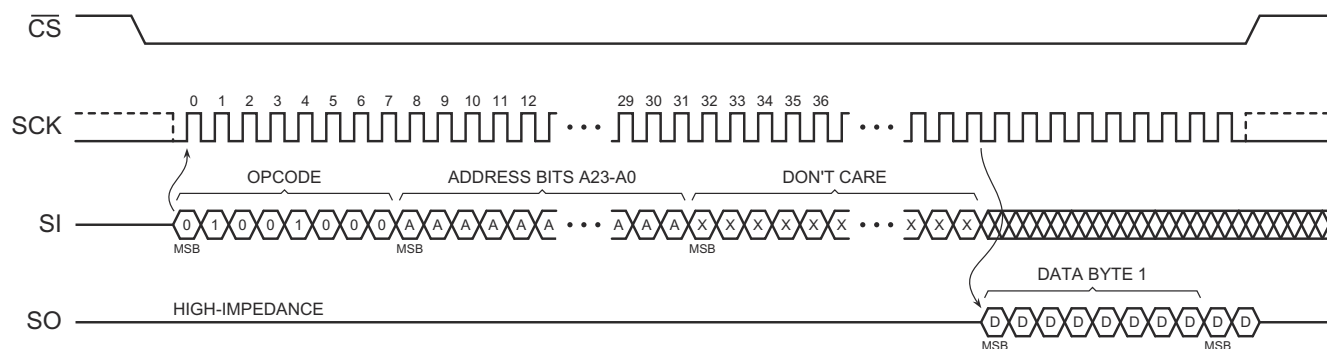 CS
0 1 2 3 4 5 6 7 8 9 10 11 12 29 30 31 32 33 34 35 36
SCK
OPCODE ADDRESS BITS A23-A0 DON'T CARE
SI 0 1 0 0 1 0 0 0 A A A A A A A A A X X X X X X X X X
MSB MSB MSB
DATA BYTE 1
HIGH-IMPEDANCE
SO D D D D D D D D D D
MSB MSB